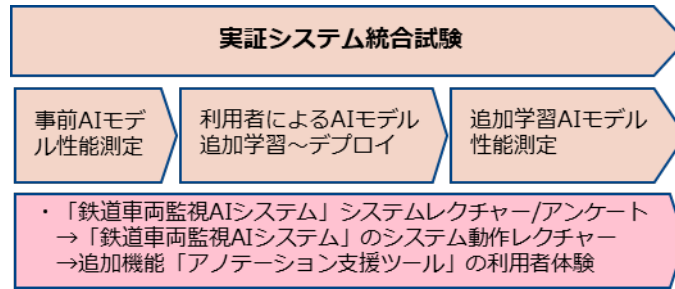 実証システム統合試験
事前AIモデ
ル性能測定
利用者によるAIモデル
追加学習～デプロイ
追加学習AIモデル
性能測定
・「鉄道車両監視AIシステム」システムレクチャー/アンケート
→「鉄道車両監視AIシステム」のシステム動作レクチャー
→追加機能「アノテーション支援ツール」の利用者体験